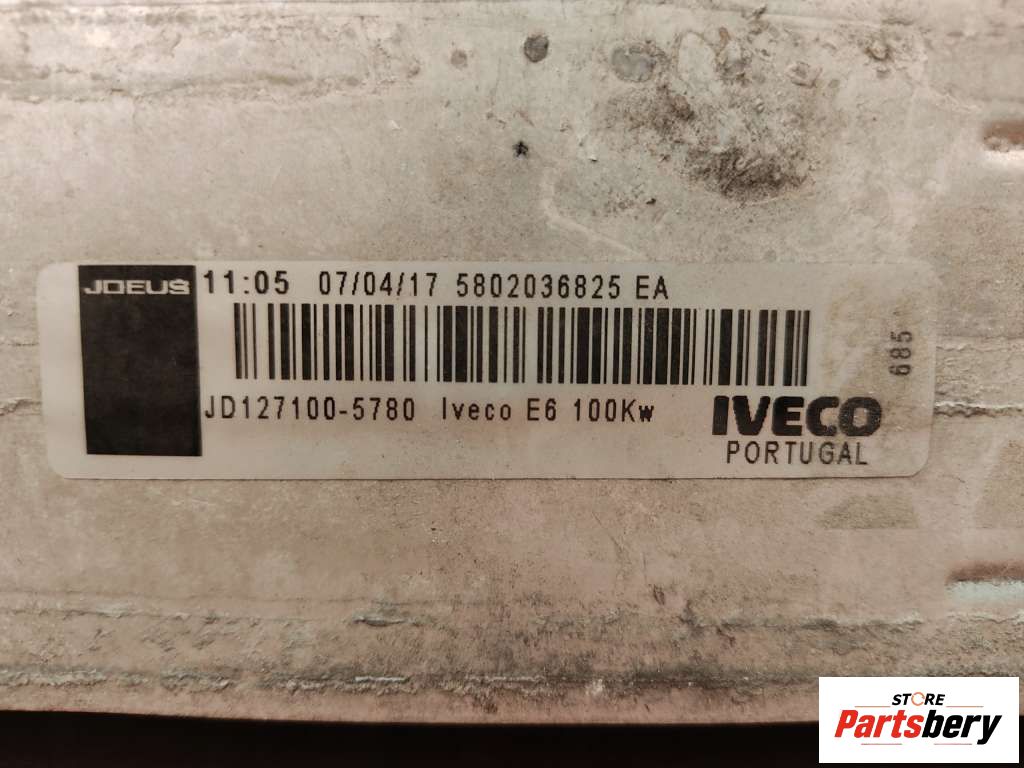 JDEUS 11:05 07/04/17 5802036825 EA
685
JD127100-5780 Iveco E6 100Kw IVECO
PORTUGAL
STORE
Partsbery